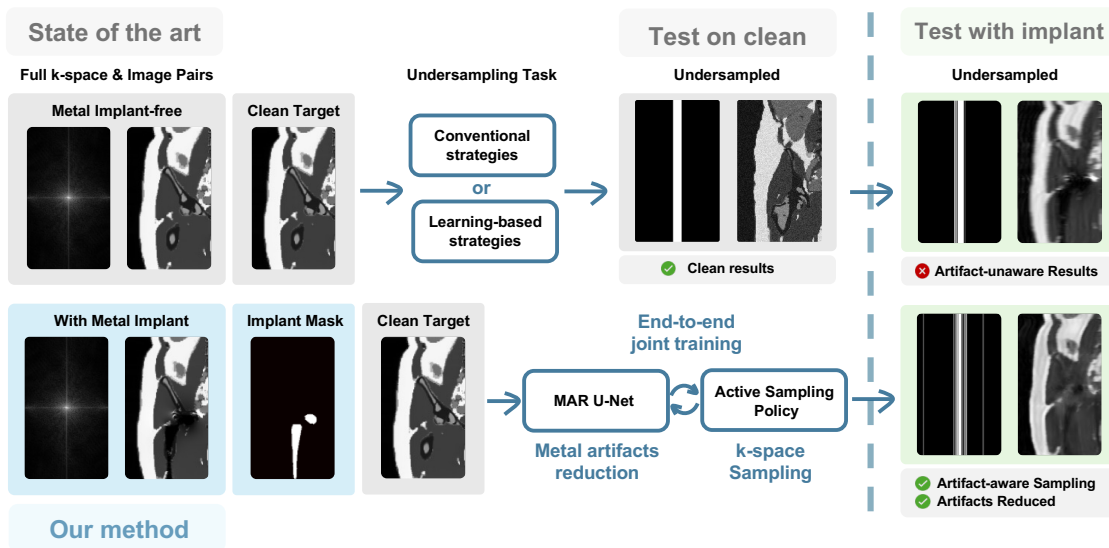 State of the art
Test on clean
Test with implant
Full k-space & Image Pairs
Undersampling Task
Undersampled
Undersampled
Metal Implant-free
Clean Target
Conventional
strategies
or
Learning-based
strategies
Clean results
Artifact-unaware Results
With Metal Implant
Implant Mask
Clean Target
End-to-end
joint training
MAR U-Net
Active Sampling
Policy
Metal artifacts
reduction
k-space
Sampling
Artifact-aware Sampling
Artifacts Reduced
Our method